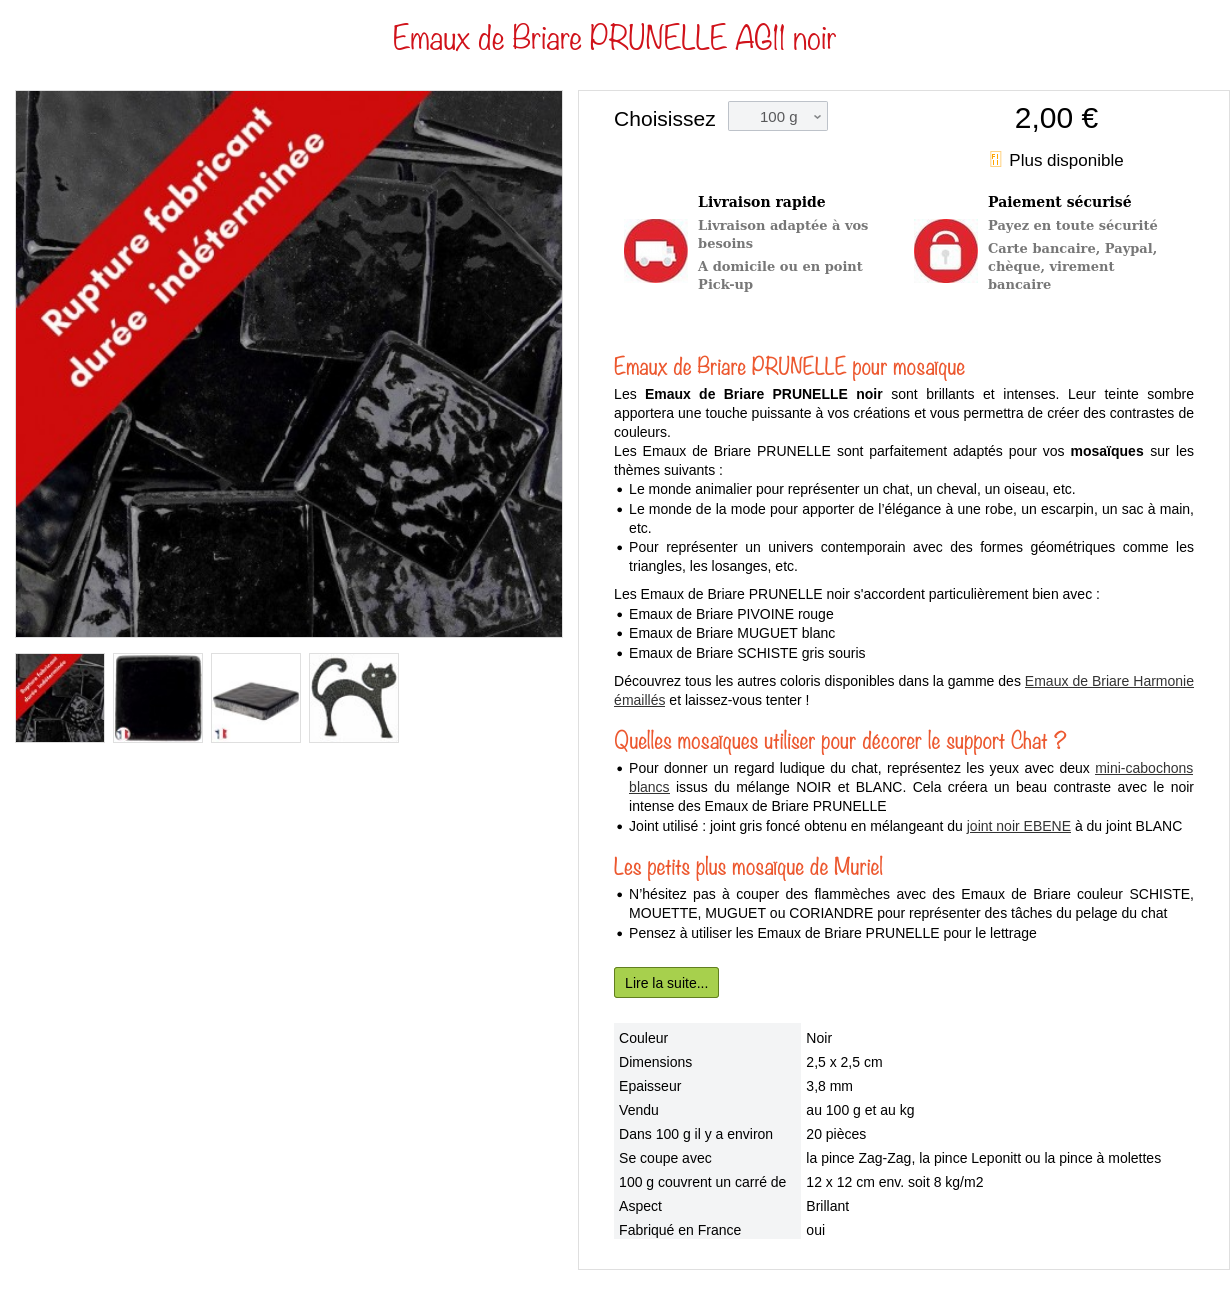 Emaux de Briare PRUNELLE AG11 noir
Rupture fabricant
durée indéterminée
Rupture fabricant
durée indéterminée
Choisissez
100 g
2,00 €
Plus disponible
Livraison rapide
Livraison adaptée à vos
besoins
A domicile ou en point
Pick-up
Paiement sécurisé
Payez en toute sécurité
Carte bancaire, Paypal,
chèque, virement
bancaire
Emaux de Briare PRUNELLE pour mosaïque
Les Emaux de Briare PRUNELLE noir sont brillants et intenses. Leur teinte sombre
apportera une touche puissante à vos créations et vous permettra de créer des contrastes de
couleurs.
Les Emaux de Briare PRUNELLE sont parfaitement adaptés pour vos mosaïques sur les
thèmes suivants :
• Le monde animalier pour représenter un chat, un cheval, un oiseau, etc.
• Le monde de la mode pour apporter de l’élégance à une robe, un escarpin, un sac à main,
etc.
• Pour représenter un univers contemporain avec des formes géométriques comme les
triangles, les losanges, etc.
Les Emaux de Briare PRUNELLE noir s'accordent particulièrement bien avec :
• Emaux de Briare PIVOINE rouge
• Emaux de Briare MUGUET blanc
• Emaux de Briare SCHISTE gris souris
Découvrez tous les autres coloris disponibles dans la gamme des Emaux de Briare Harmonie
émaillés et laissez-vous tenter !
Quelles mosaïques utiliser pour décorer le support Chat ?
• Pour donner un regard ludique du chat, représentez les yeux avec deux mini-cabochons
blancs issus du mélange NOIR et BLANC. Cela créera un beau contraste avec le noir
intense des Emaux de Briare PRUNELLE
• Joint utilisé : joint gris foncé obtenu en mélangeant du joint noir EBENE à du joint BLANC
Les petits plus mosaïque de Muriel
• N’hésitez pas à couper des flammèches avec des Emaux de Briare couleur SCHISTE,
MOUETTE, MUGUET ou CORIANDRE pour représenter des tâches du pelage du chat
• Pensez à utiliser les Emaux de Briare PRUNELLE pour le lettrage
Lire la suite...
Couleur Noir
Dimensions 2,5 x 2,5 cm
Epaisseur 3,8 mm
Vendu au 100 g et au kg
Dans 100 g il y a environ 20 pièces
Se coupe avec la pince Zag-Zag, la pince Leponitt ou la pince à molettes
100 g couvrent un carré de 12 x 12 cm env. soit 8 kg/m2
Aspect Brillant
Fabriqué en France oui